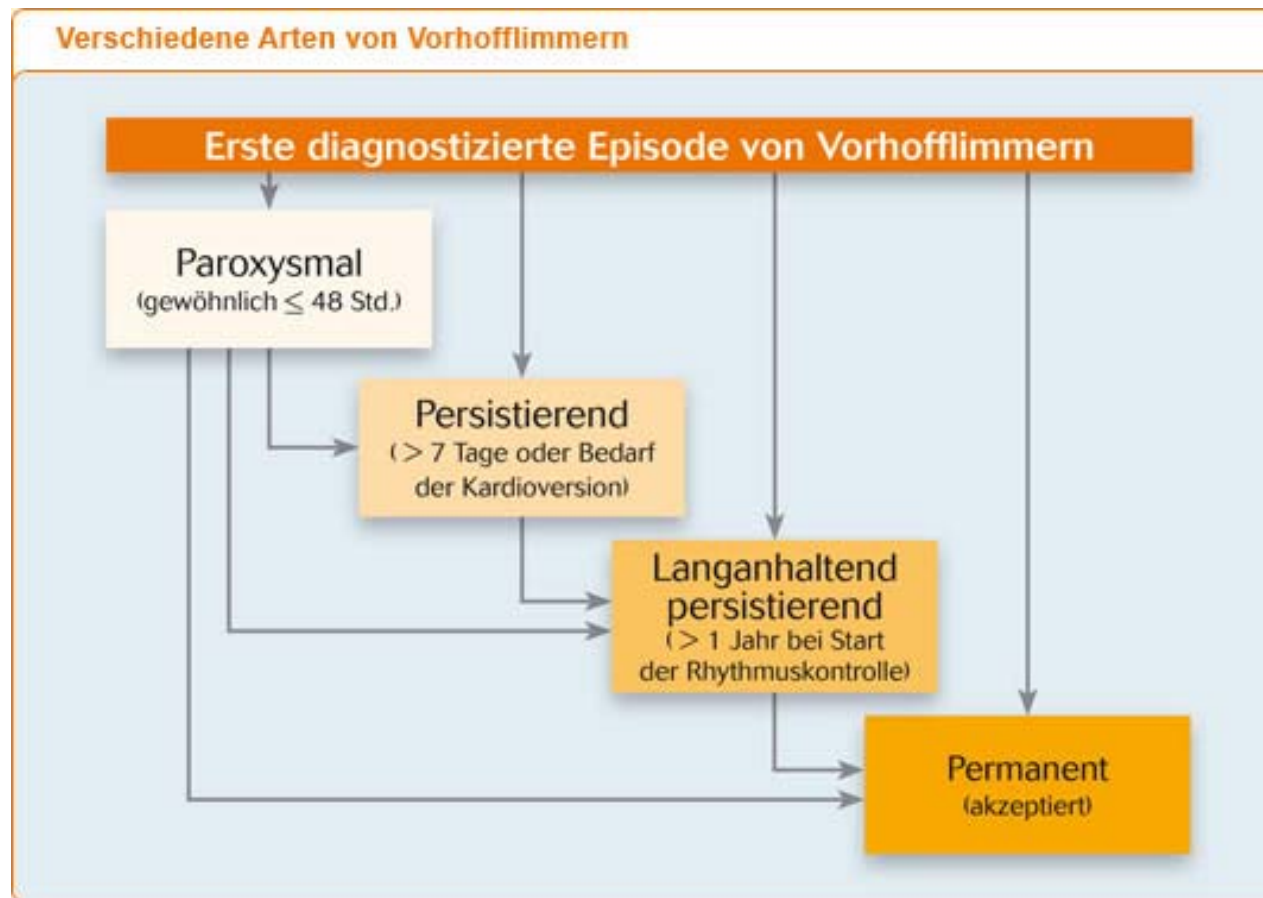 Verschiedene Arten von Vorhofflimmern
Erste diagnostizierte Episode von Vorhofflimmern
Paroxysmal
(gewöhnlich ≤ 48 Std.)
Persistierend
(> 7 Tage oder Bedarf
der Kardioversion)
Langanhaltend
persistierend
(> 1 Jahr bei Start
der Rhythmuskontrolle)
Permanent
(akzeptiert)